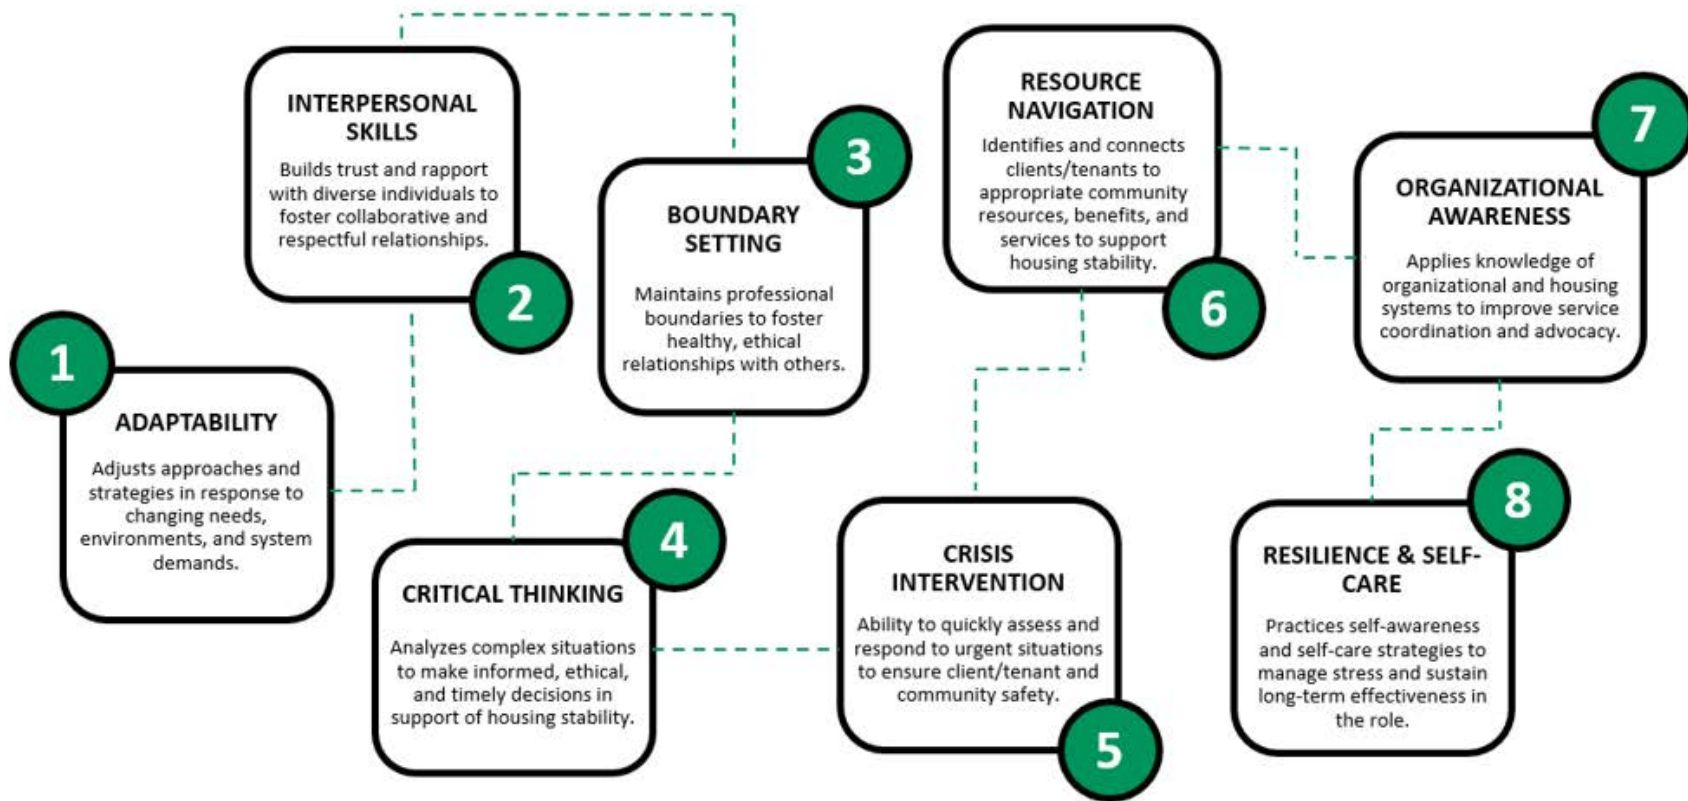 1
ADAPTABILITY
Adjusts approaches and
strategies in response to
changing needs,
environments, and system
demands.
INTERPERSONAL
SKILLS
Builds trust and rapport
with diverse individuals to
foster collaborative and
respectful relationships.
2
3
BOUNDARY
SETTING
Maintains professional
boundaries to foster
healthy, ethical
relationships with others.
4
CRITICAL THINKING
Analyzes complex situations
to make informed, ethical,
and timely decisions in
support of housing stability.
CRISIS
INTERVENTION
Ability to quickly assess and
respond to urgent situations
to ensure client/tenant and
community safety.
5
RESOURCE
NAVIGATION
Identifies and connects
clients/tenants to
appropriate community
resources, benefits, and
services to support
housing stability.
6
7
ORGANIZATIONAL
AWARENESS
Applies knowledge of
organizational and housing
systems to improve service
coordination and advocacy.
8
RESILIENCE & SELF-
CARE
Practices self-awareness
and self-care strategies to
manage stress and sustain
long-term effectiveness in
the role.